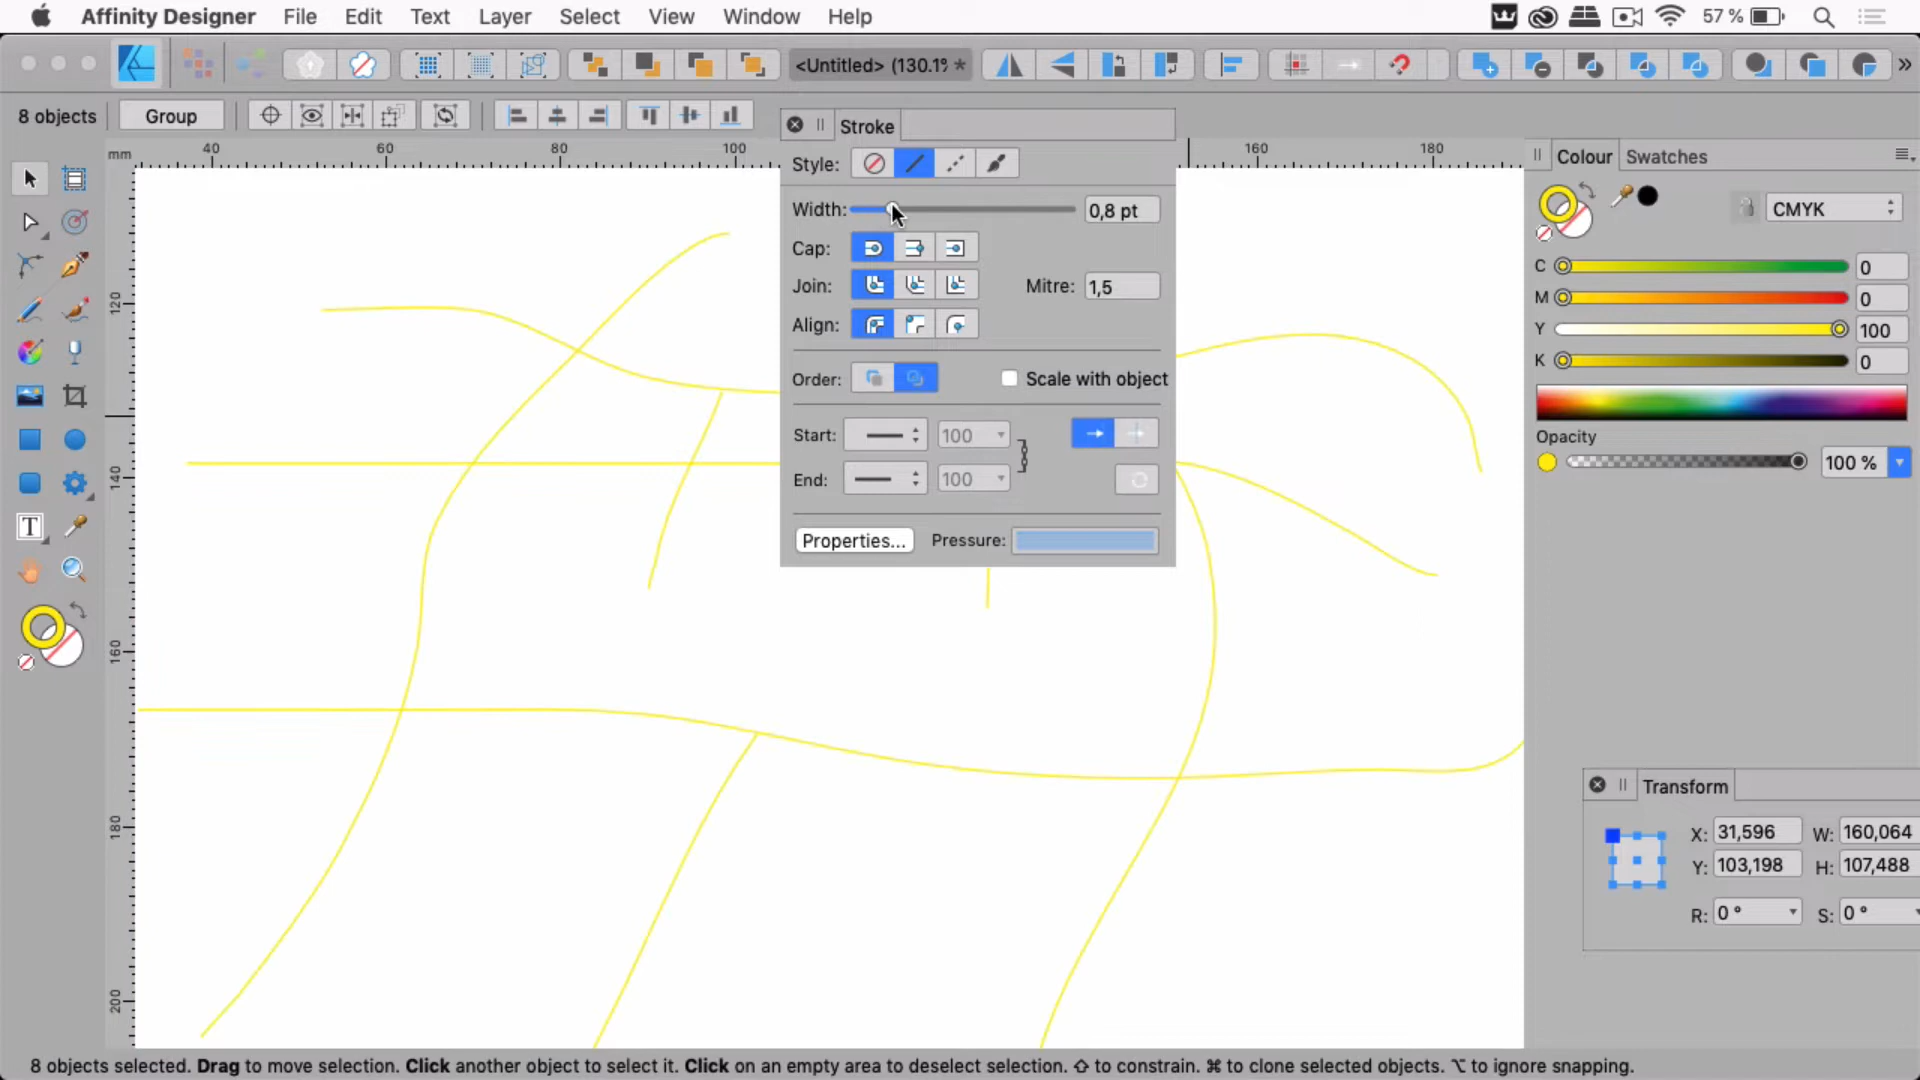 Affinity Designer File Edit Text Layer Select View Window Help 57 %
<Untitled> (130.1% *
8 objects Group
Stroke
mm 40 60 80 100 160 180
Colour Swatches
Style:
Width: 0,8 pt
CMYK
Cap:
C 0
Join: Mitre: 1,5
M 0
120
Align:
Y 100
K 0
Order: Scale with object
Opacity
Start: 100
100 %
140
End: 100
T
Properties... Pressure:
160
Transform
180
X: 31,596 W: 160,064
Y: 103,198 H: 107,488
R: 0 ° S: 0 °
200
8 objects selected. Drag to move selection. Click another object to select it. Click on an empty area to deselect selection. ⇧ to constrain. ⌘ to clone selected objects. ⌥ to ignore snapping.